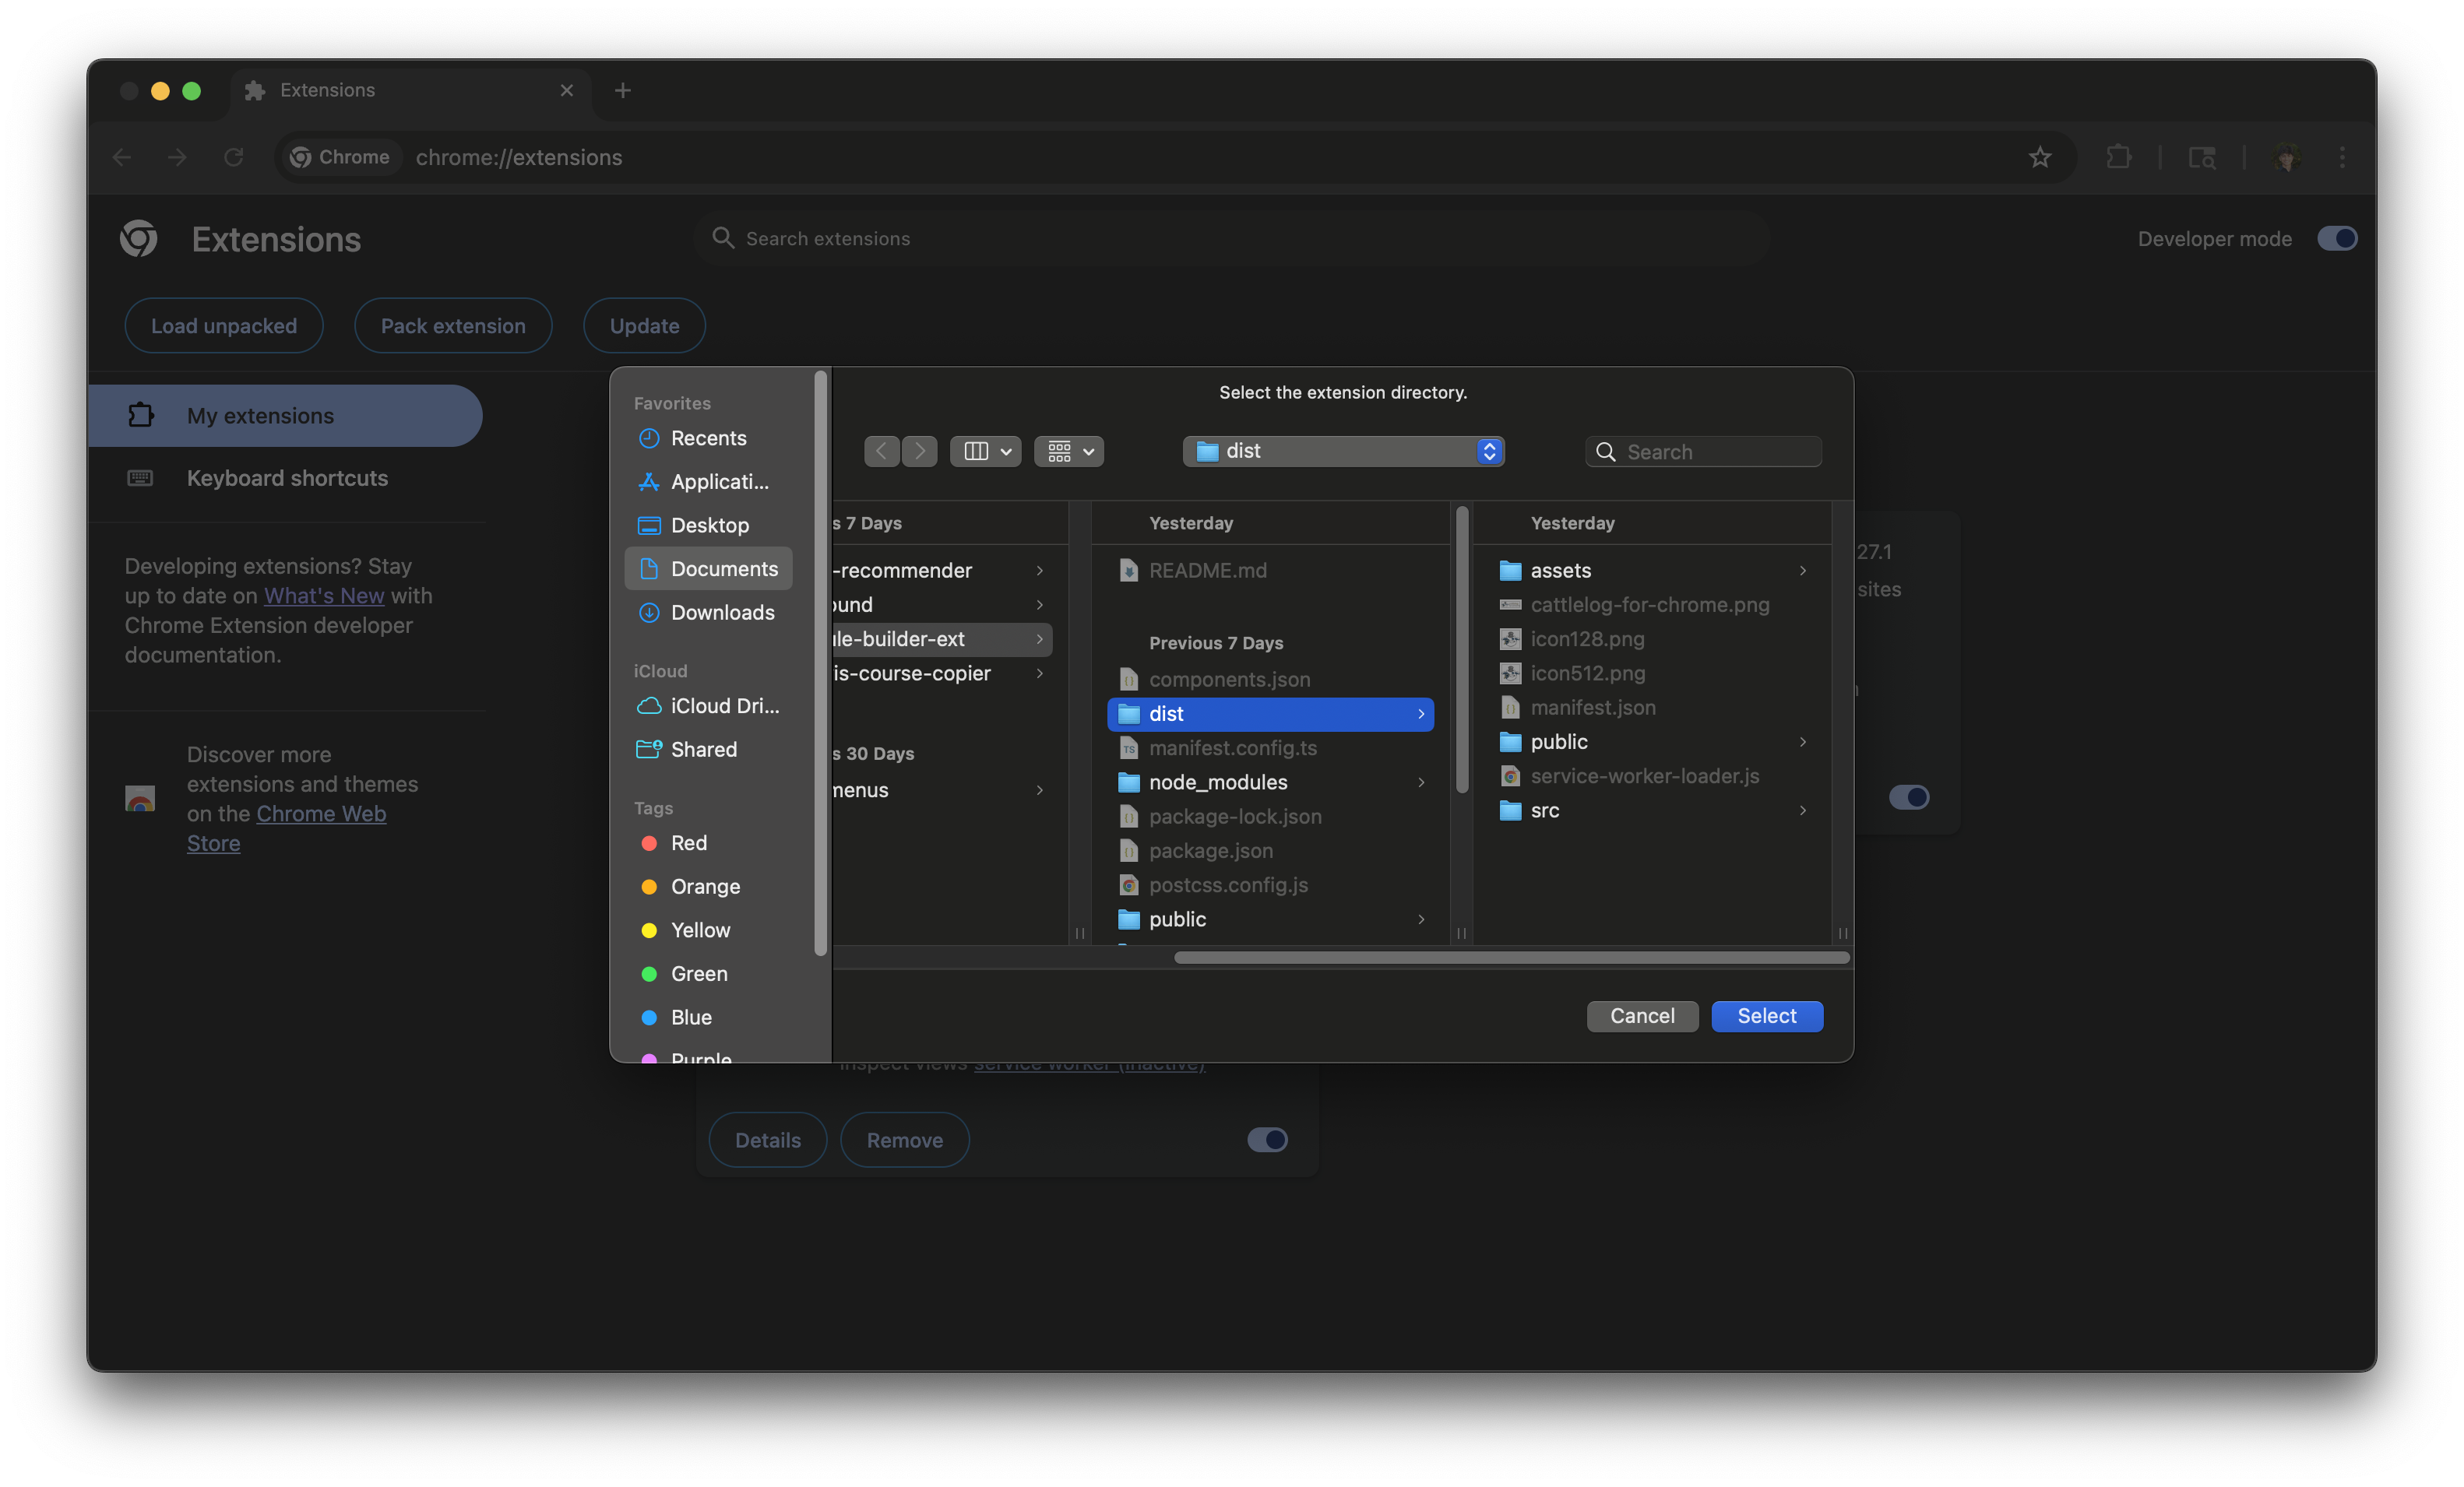 Extensions
Chrome
chrome://extensions
Extensions
Search extensions
Developer mode
Load unpacked
Pack extension
Update
My extensions
Keyboard shortcuts
Developing extensions? Stay
up to date on What's New with
Chrome Extension developer
documentation.
Discover more
extensions and themes
on the Chrome Web
Store
Favorites
Recents
Applicati...
Desktop
Documents
Downloads
iCloud
iCloud Dri...
Shared
Tags
Red
Orange
Yellow
Green
Blue
Purple
Select the extension directory.
dist
Search
s 7 Days
-recommender
ound
ule-builder-ext
is-course-copier
s 30 Days
menus
Yesterday
README.md
Previous 7 Days
components.json
dist
manifest.config.ts
node_modules
package-lock.json
package.json
postcss.config.js
public
Yesterday
assets
cattlelog-for-chrome.png
icon128.png
icon512.png
manifest.json
public
service-worker-loader.js
src
Cancel
Select
27.1
sites
Inspect views service worker (Inactive)
Details
Remove